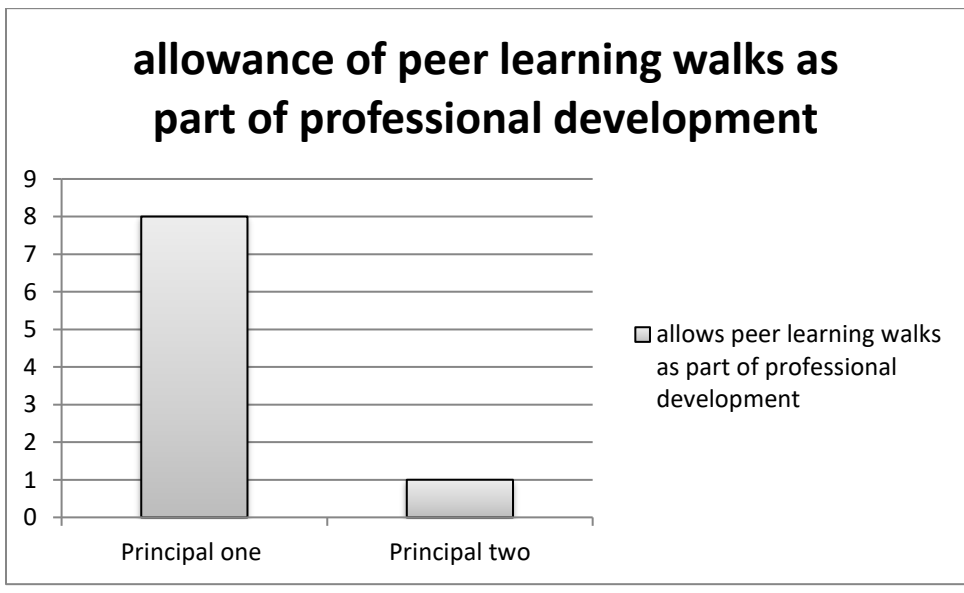 allowance of peer learning walks as
part of professional development
9
8
7
6
5
4
3
2
1
0
Principal one
Principal two
allows peer learning walks
as part of professional
development